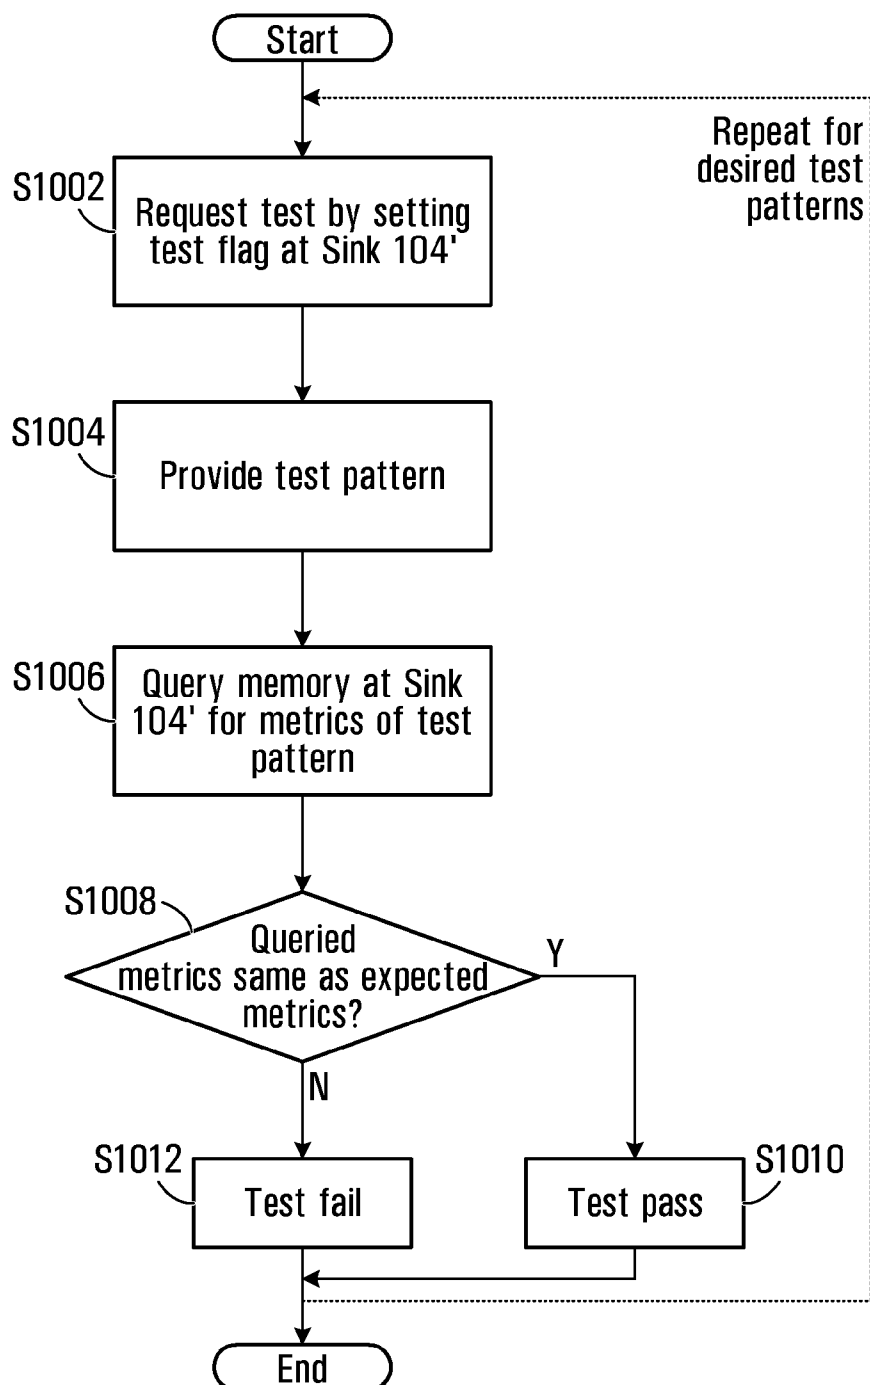 Start
Repeat for
desired test
patterns
S1002
Request test by setting
test flag at Sink 104'
S1004
Provide test pattern
S1006
Query memory at Sink
104' for metrics of test
pattern
S1008
Queried
metrics same as expected
metrics?
Y
N
S1012
Test fail
S1010
Test pass
End